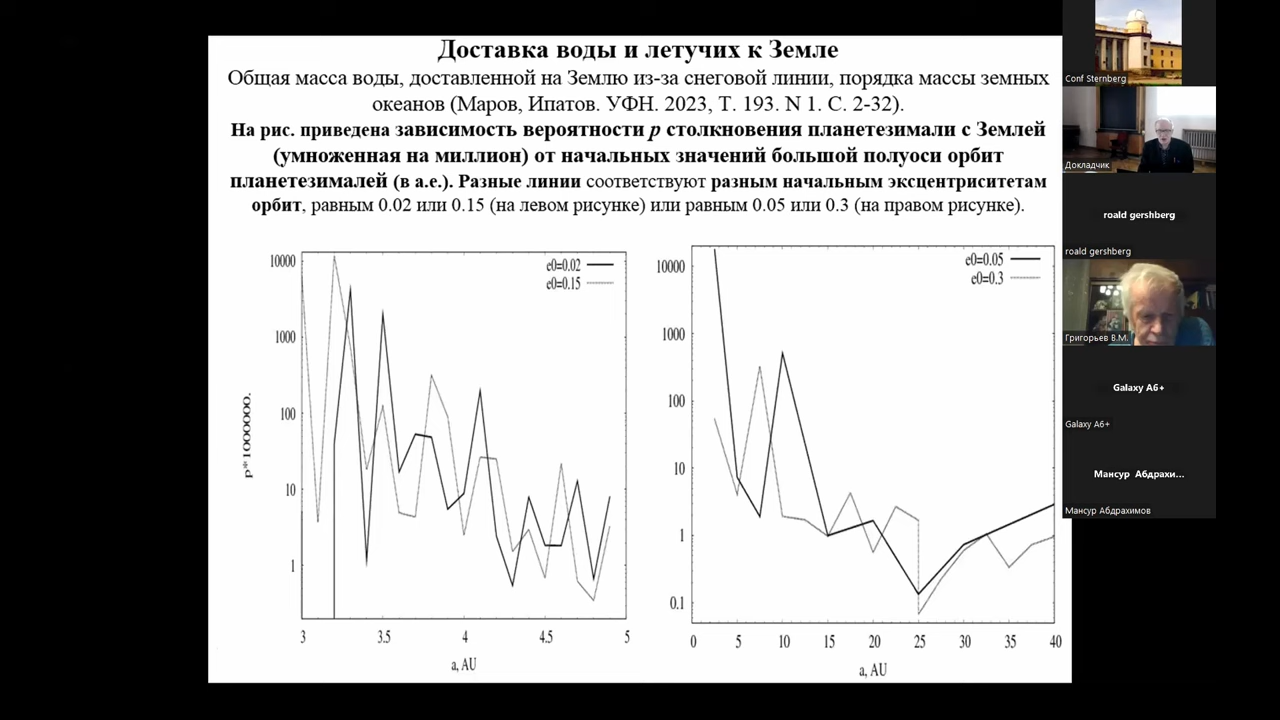 Доставка воды и летучих к Земле
Общая масса воды, доставленной на Землю из-за снеговой линии, порядка массы земных
океанов (Маров, Ипатов. УФН. 2023, Т. 193. N 1. С. 2-32).
На рис. приведена зависимость вероятности p столкновения планетезимали с Землей
(умноженная на миллион) от начальных значений большой полуоси орбит
планетезималей (в а.е.). Разные линии соответствуют разным начальным эксцентриситетам
орбит, равным 0.02 или 0.15 (на левом рисунке) или равным 0.05 или 0.3 (на правом рисунке).
e0=0.02
e0=0.15
10000
1000
100
10
1
p*1000000.
3 3.5 4 4.5 5
a, AU
e0=0.05
e0=0.3
10000
1000
100
10
1
0.1
0 5 10 15 20 25 30 35 40
a, AU
Conf Sternberg
Докладчик
roald gershberg
roald gershberg
Григорьев В.М.
Galaxy A6+
Galaxy A6+
Мансур Абдрахи...
Мансур Абдрахимов